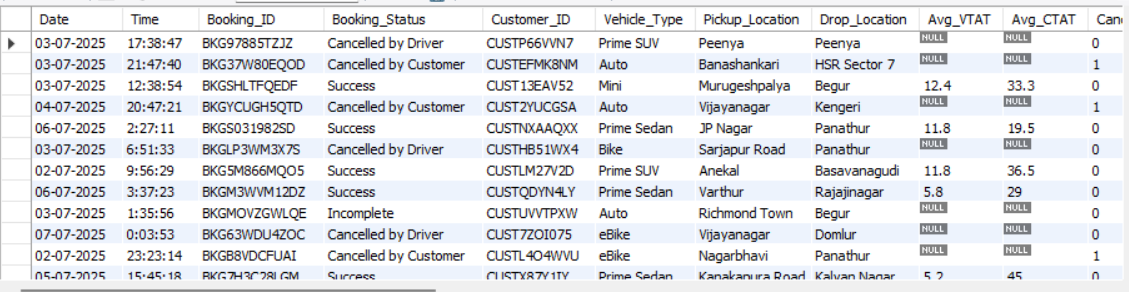 Date Time Booking_ID Booking_Status Customer_ID Vehicle_Type Pickup_Location Drop_Location Avg_VTAT Avg_CTAT Canc
03-07-2025 17:38:47 BKG97885TZJZ Cancelled by Driver CUSTP66VVN7 Prime SUV Peenya Peenya NULL NULL 0
03-07-2025 21:47:40 BKG37W80EQOD Cancelled by Customer CUSTEFMK8NM Auto Banashankari HSR Sector 7 NULL NULL 1
03-07-2025 12:38:54 BKGSHLTFQEDF Success CUST13EAV52 Mini Murugeshpalya Begur 12.4 33.3 0
04-07-2025 20:47:21 BKGYCUGH5QTD Cancelled by Customer CUST2YUCGSA Auto Vijayanagar Kengeri NULL NULL 1
06-07-2025 2:27:11 BKGS031982SD Success CUSTNXAAQXX Prime Sedan JP Nagar Panathur 11.8 19.5 0
03-07-2025 6:51:33 BKGLP3WM3X7S Cancelled by Driver CUSTHB51WX4 Bike Sarjapur Road Panathur NULL NULL 0
02-07-2025 9:56:29 BKG5M866MQO5 Success CUSTLM27V2D Prime SUV Anekal Basavanagudi 11.8 36.5 0
06-07-2025 3:37:23 BKGM3WVM12DZ Success CUSTQDYN4LY Prime Sedan Varthur Rajajinagar 5.8 29 0
03-07-2025 1:35:56 BKGMOVZGWLQE Incomplete CUSTUVVTPXW Auto Richmond Town Begur NULL NULL 0
07-07-2025 0:03:53 BKG63WDU4ZOC Cancelled by Driver CUST7ZOI075 eBike Vijayanagar Domlur NULL NULL 0
02-07-2025 23:23:14 BKGB8VDCFUAI Cancelled by Customer CUSTL4O4WVU eBike Nagarbhavi Panathur NULL NULL 1
05-07-2025 15:45:18 BKG7H3C28LGM Success CUSTX87Y1TY Prime Sedan Kanakapura Road Kalyan Nagar 5.2 45 0